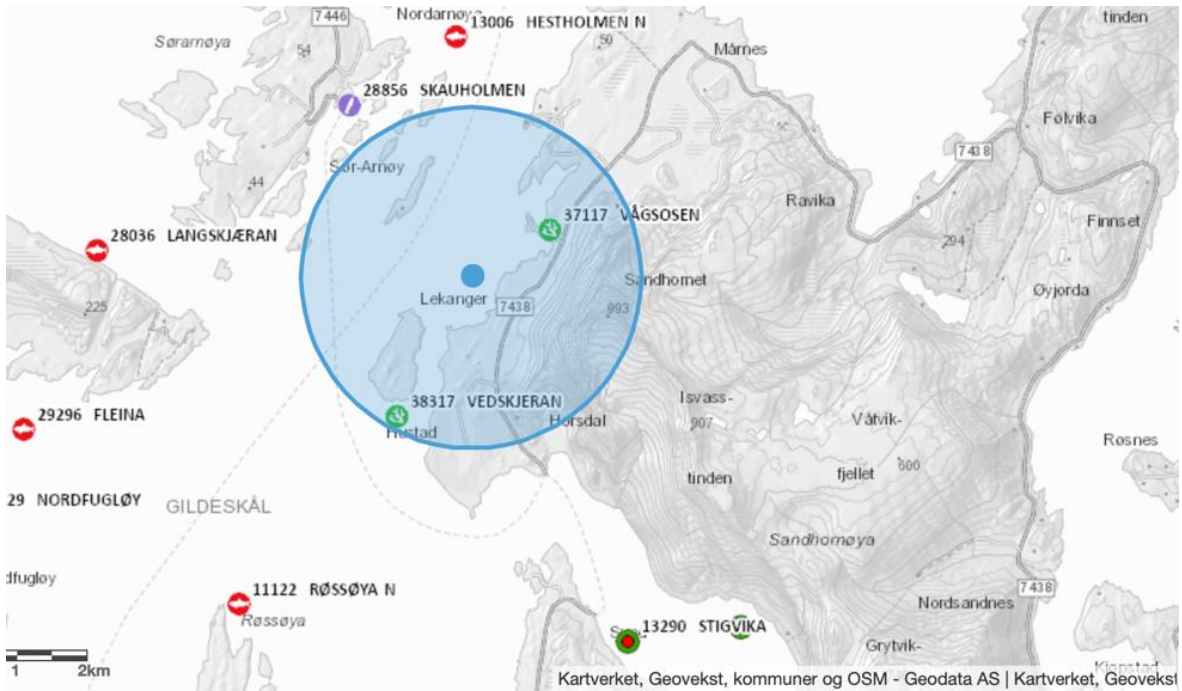 7446
Nordarnøya
13006 HESTHOLMEN N
tinden
Sørarnøya
50
Mårnes
54
28856 SKAUHOLMEN
Følvika
7438
Sør-Arnøy
44
Ravika
37117 VÅGSOSEN
Finnset
28036 LANGSKJÆRAN
294
Sandhornet
Øyjorda
Lekanger
7438
225
993
38317 VEDSKJERAN
Isvass-
29296 FLEINA
Hustad
Horsdal
907
Våtvik-
Røsnes
tinden
fjellet
600
29 NORDFUGLØY
GILDESKÅL
Sandhornøya
dfugløy
11122 RØSSØYA N
7438
Nordsandnes
Røssøya
13290 STIGVIKA
Grytvik-
1 2km
Kartverket, Geovekst, kommuner og OSM - Geodata AS | Kartverket, Geovekst